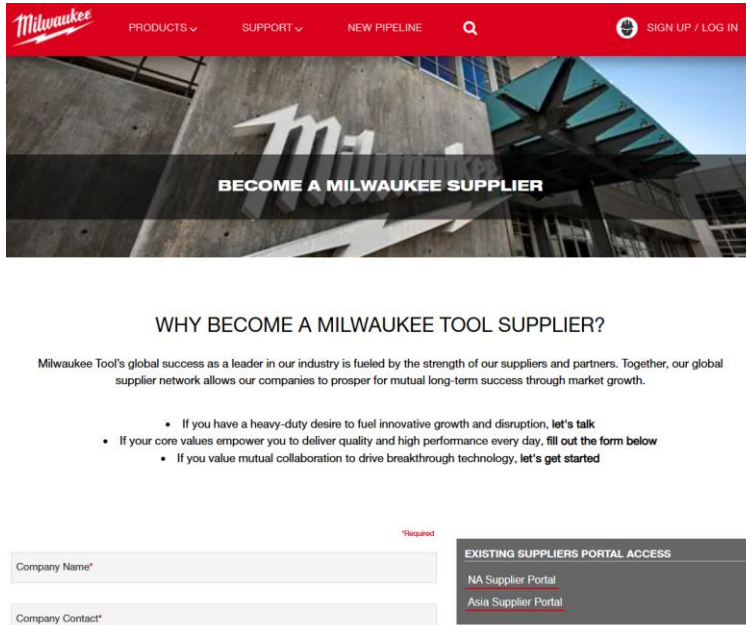 Milwaukee
PRODUCTS
SUPPORT
NEW PIPELINE
SIGN UP / LOG IN
Milwaukee
BECOME A MILWAUKEE SUPPLIER
WHY BECOME A MILWAUKEE TOOL SUPPLIER?
Milwaukee Tool's global success as a leader in our industry is fueled by the strength of our suppliers and partners. Together, our global
supplier network allows our companies to prosper for mutual long-term success through market growth.
• If you have a heavy-duty desire to fuel innovative growth and disruption, let's talk
• If your core values empower you to deliver quality and high performance every day, fill out the form below
• If you value mutual collaboration to drive breakthrough technology, let's get started
*Required
Company Name*
Company Contact*
EXISTING SUPPLIERS PORTAL ACCESS
NA Supplier Portal
Asia Supplier Portal